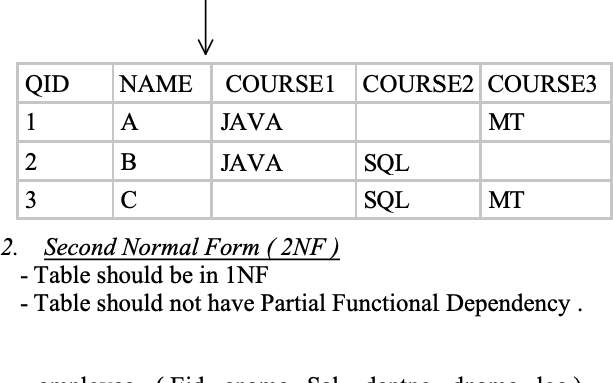 QID NAME COURSE1 COURSE2 COURSE3
1 A JAVA MT
2 B JAVA SQL
3 C SQL MT
2. Second Normal Form ( 2NF )
- Table should be in 1NF
- Table should not have Partial Functional Dependency .